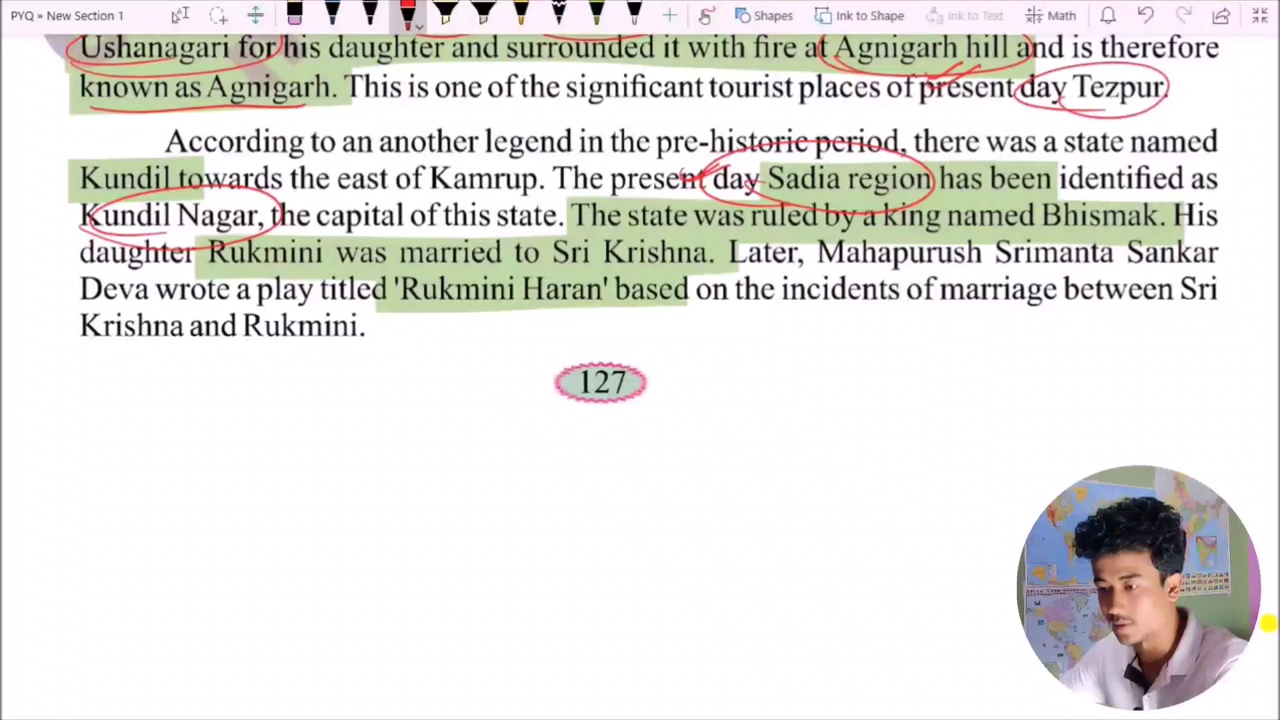 PYQ » New Section 1
Shapes
Ink to Shape
Ink to Text
Math
Ushanagari for his daughter and surrounded it with fire at Agnigarh hill and is therefore
known as Agnigarh. This is one of the significant tourist places of present day Tezpur.
According to an another legend in the pre-historic period, there was a state named
Kundil towards the east of Kamrup. The present day Sadia region has been identified as
Kundil Nagar, the capital of this state. The state was ruled by a king named Bhismak. His
daughter Rukmini was married to Sri Krishna. Later, Mahapurush Srimanta Sankar
Deva wrote a play titled 'Rukmini Haran' based on the incidents of marriage between Sri
Krishna and Rukmini.
127